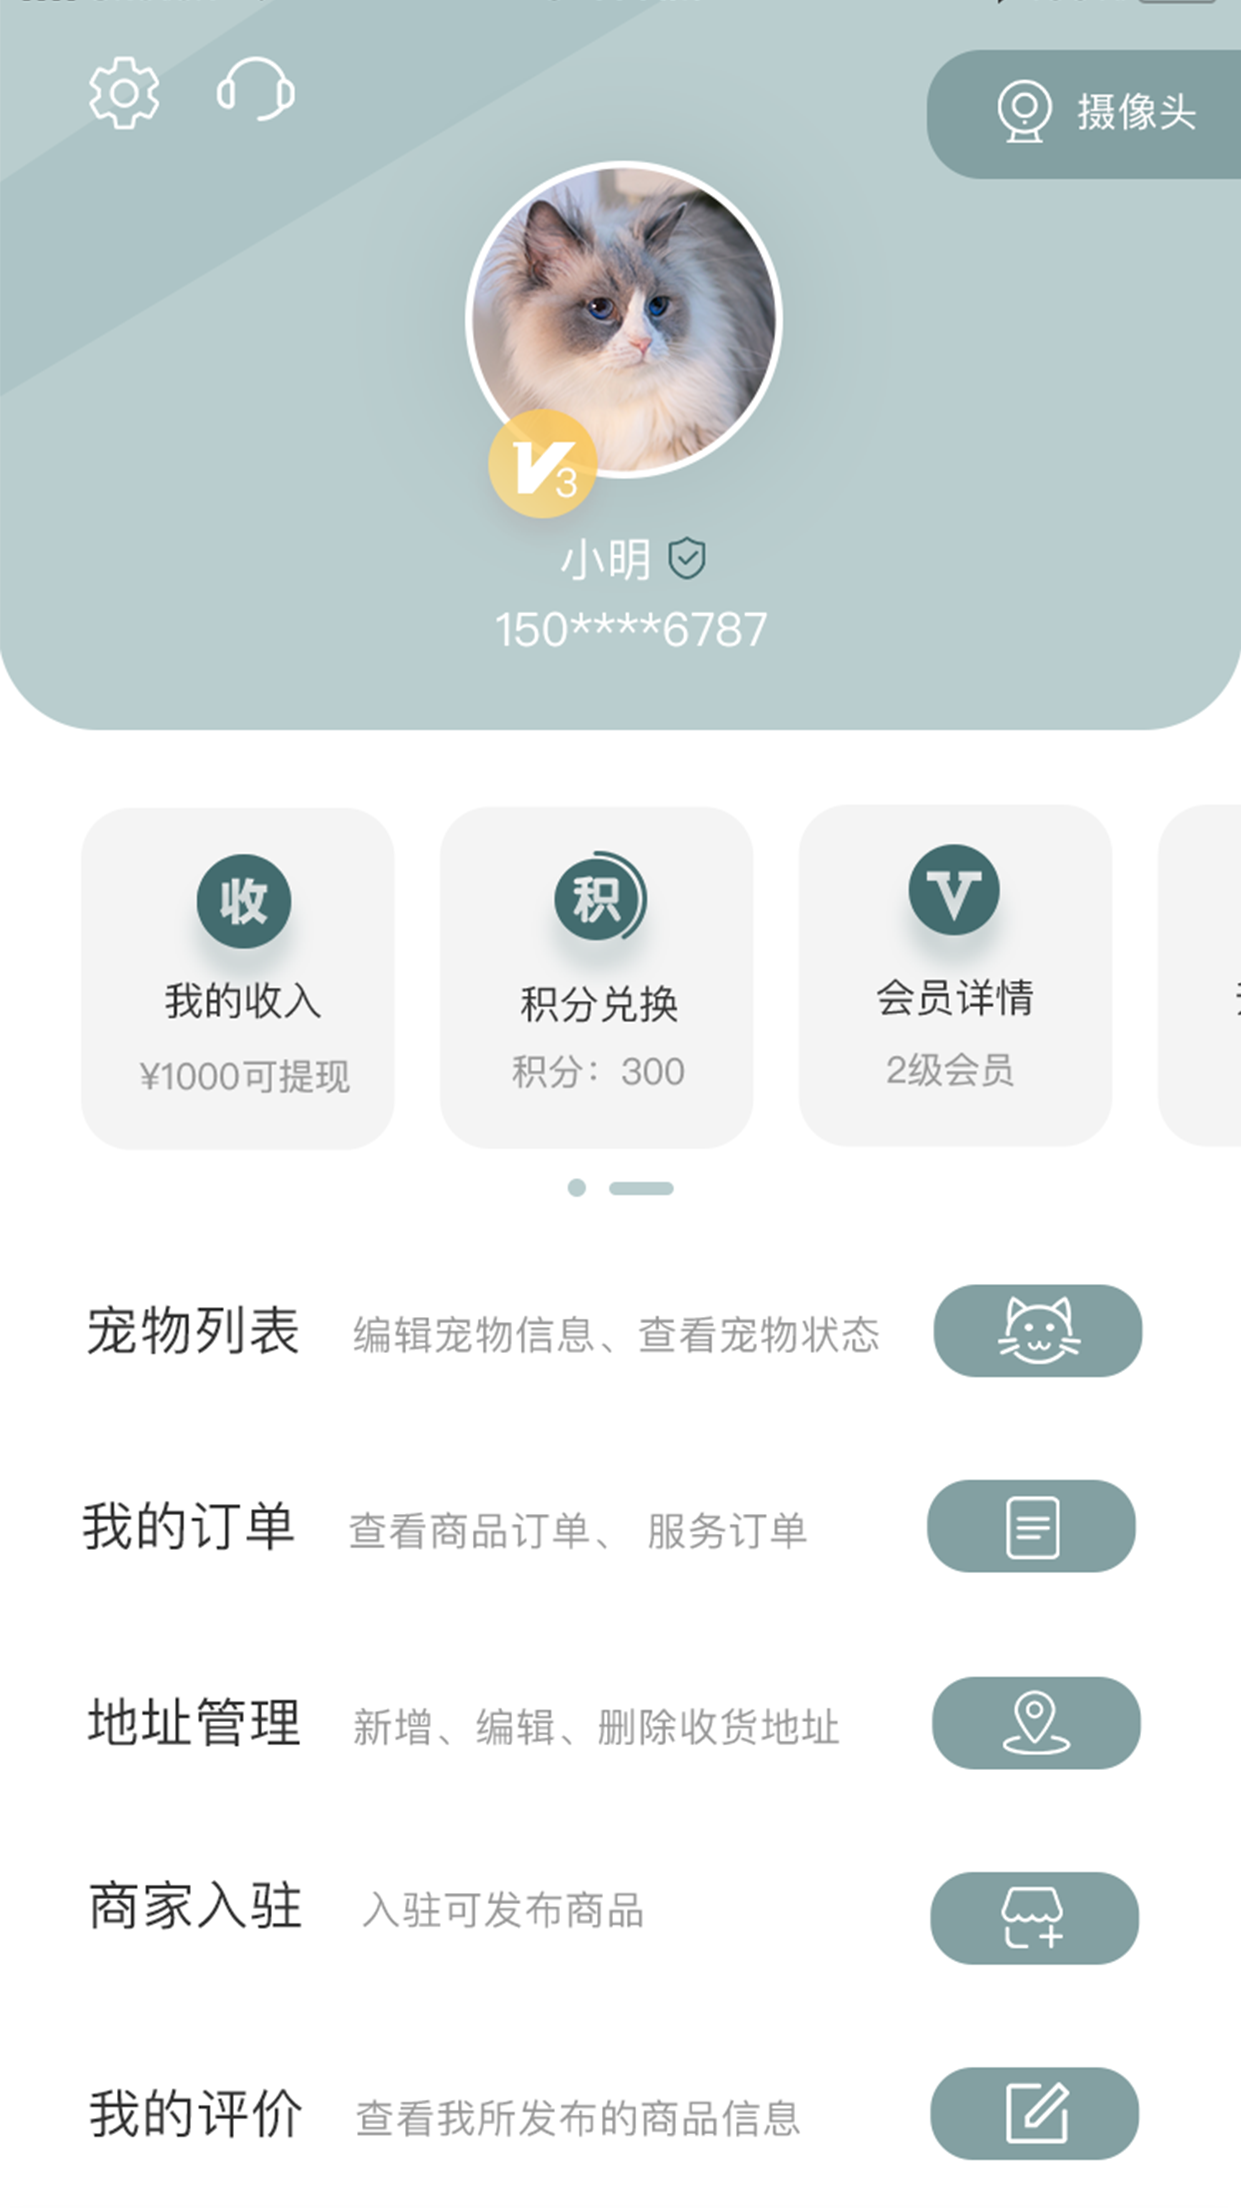 摄像头
V3
小明
150****6787
收
积
V
我的收入
积分兑换
会员详情
¥1000可提现
积分：300
2级会员
宠物列表 编辑宠物信息、查看宠物状态
我的订单 查看商品订单、 服务订单
地址管理 新增、编辑、删除收货地址
商家入驻 入驻可发布商品
我的评价 查看我所发布的商品信息